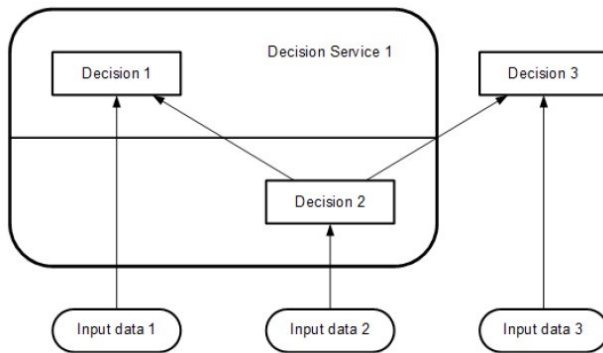 Decision Service 1
Decision 1
Decision 3
Decision 2
Input data 1
Input data 2
Input data 3